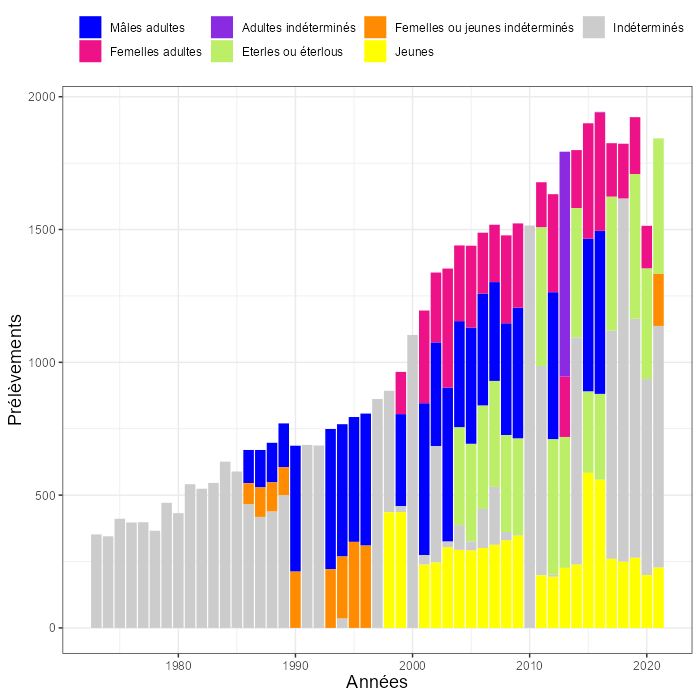 Mâles adultes Adultes indéterminés Femelles ou jeunes indéterminés Indéterminés
Femelles adultes Eterles ou éterlous Jeunes
2000
1500
1000
500
0
Prélèvements
1980 1990 2000 2010 2020
Années